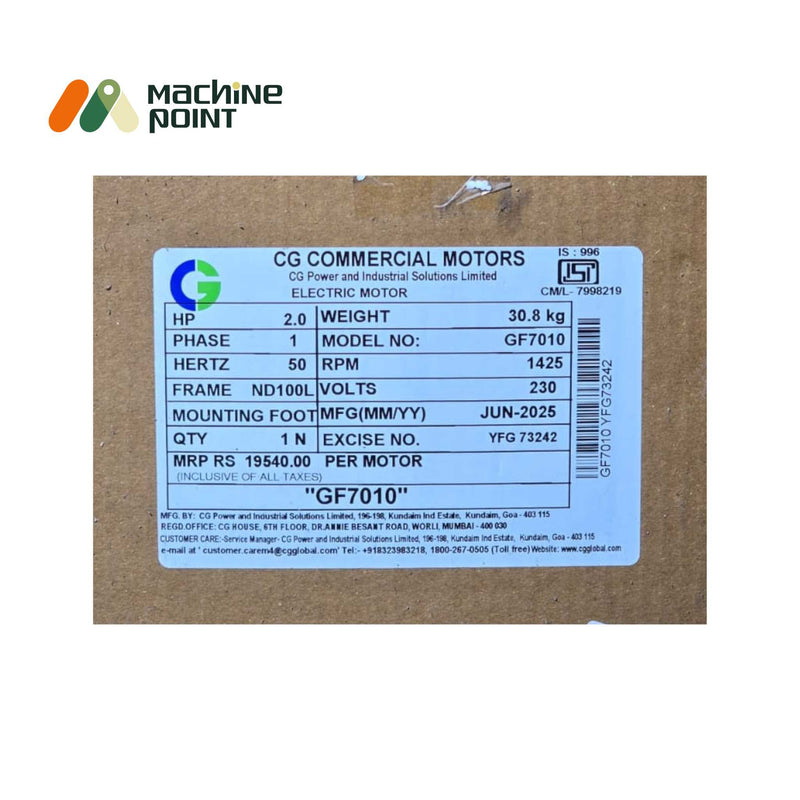 Machine
POINT
CG COMMERCIAL MOTORS
CG Power and Industrial Solutions Limited
ELECTRIC MOTOR
IS : 996
ISI
CM/L- 7998219
CG
HP 2.0 WEIGHT 30.8 kg
PHASE 1 MODEL NO: GF7010
HERTZ 50 RPM 1425
FRAME ND100L VOLTS 230
MOUNTING FOOT MFG(MM/YY) JUN-2025
QTY 1 N EXCISE NO. YFG 73242
MRP RS 19540.00 PER MOTOR
(INCLUSIVE OF ALL TAXES)
"GF7010"
GF7010 YFG73242
MFG. BY: CG Power and Industrial Solutions Limited, 196-198, Kundaim Ind Estate, Kundaim, Goa - 403 115
REGD.OFFICE: CG HOUSE, 6TH FLOOR, DR.ANNIE BESANT ROAD, WORLI, MUMBAI - 400 030
CUSTOMER CARE:-Service Manager- CG Power and Industrial Solutions Limited, 196-198, Kundaim Ind Estate, Kundaim, Goa - 403 115
e-mail at ' customer.carem4@cgglobal.com' Tel:- +918323983218, 1800-267-0505 (Toll free) Website: www.cgglobal.com